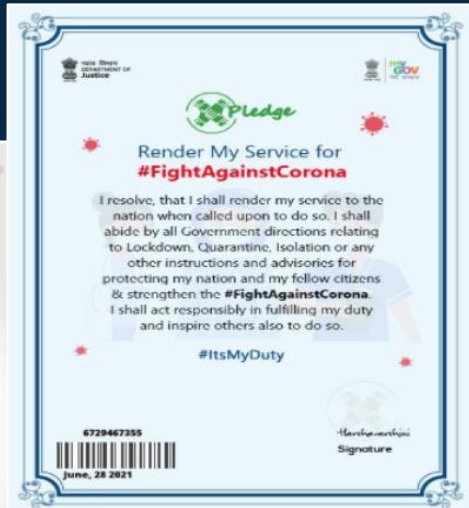 DEPARTMENT OF
Justice
my
GOV
Pledge
Render My Service for
#FightAgainstCorona
I resolve, that I shall render my service to the
nation when called upon to do so. I shall
abide by all Government directions relating
to Lockdown, Quarantine, Isolation or any
other instructions and advisories for
protecting my nation and my fellow citizens
& strengthen the #FightAgainstCorona.
I shall act responsibly in fulfilling my duty
and inspire others also to do so.
#ItsMyDuty
6729467355
June, 28 2021
Harshavarshini
Signature